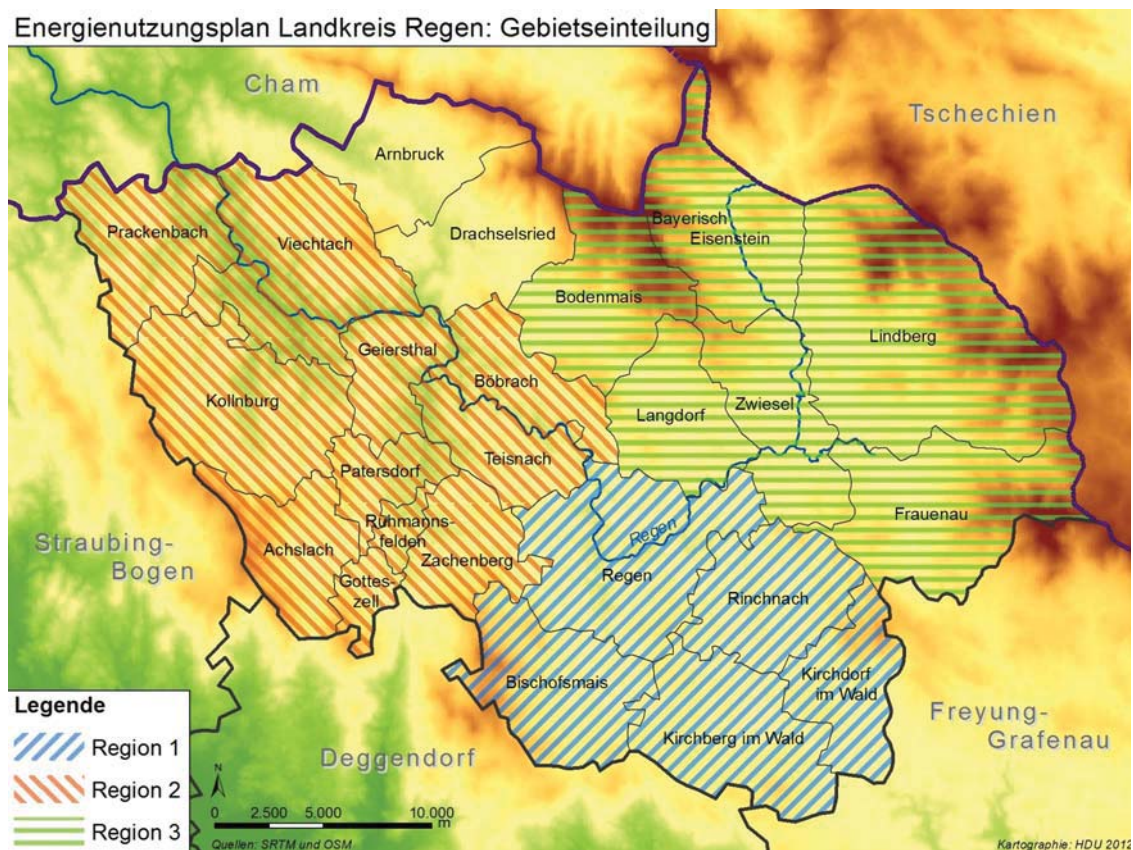 Energienutzungsplan Landkreis Regen: Gebietseinteilung
Cham
Tschechien
Arnbruck
Drachselsried
Prackenbach
Viechtach
Bayerisch
Eisenstein
Bodenmais
Lindberg
Geiersthal
Böbrach
Kollnburg
Langdorf
Zwiesel
Patersdorf
Teisnach
Ruhmanns-
felden
Frauenau
Regen
Straubing-
Bogen
Achslach
Zachenberg
Gottes-
zell
Regen
Rinchnach
Bischofsmais
Kirchdorf
im Wald
Kirchberg im Wald
Freyung-
Grafenau
Deggendorf
Legende
Region 1
Region 2
Region 3
N
0 2.500 5.000 10.000
m
Quellen: SRTM und OSM
Kartographie: HDU 2012